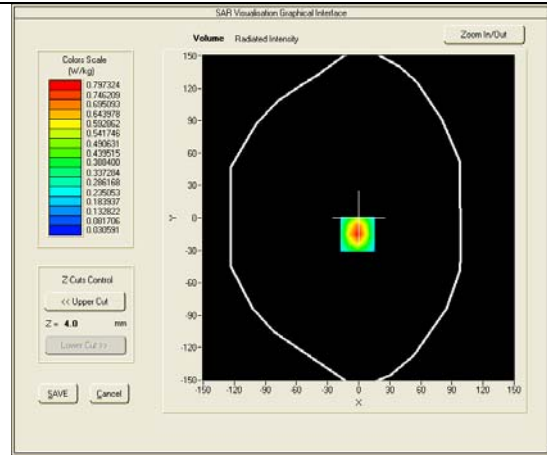 SAR Visualisation Graphical Interface
Volume Radiated Intensity
Zoom In/Out
Colors Scale
(W/kg)
0.797324
0.746209
0.695093
0.643978
0.592862
0.541746
0.490631
0.439515
0.388400
0.337284
0.286168
0.235053
0.183937
0.132822
0.081706
0.030591
Z Cuts Control
<< Upper Cut
Z = 4.0 mm
Lower Cut >>
SAVE Cancel
150-
120-
90-
60-
30-
0-
-30-
-60-
-90-
-120-
-150-
Y
-150 -120 -90 -60 -30 0 30 60 90 120 150
X